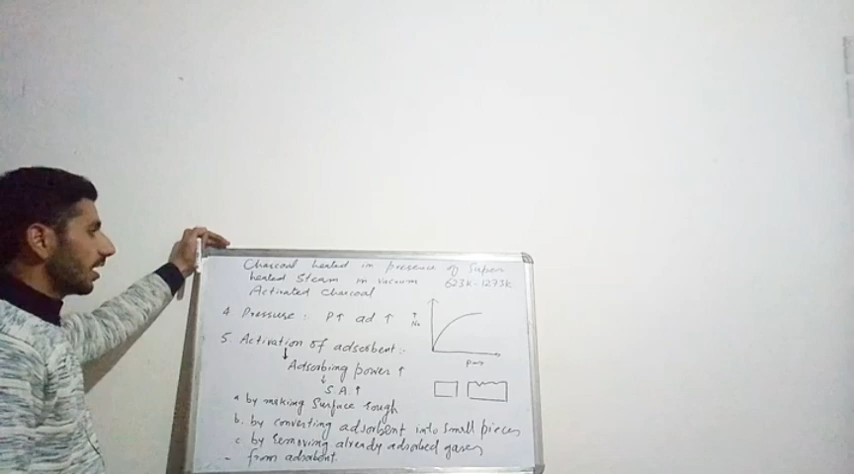 Charcoal heated in presence of Super
heated Steam in vacuum 623K-1273K
Activated Charcoal
4. Pressure : P↑ ad ↑
5. Activation of adsorbent :-
↓
Adsorbing power ↑
↓
S.A. ↑
a by making Surface rough
b. by converting adsorbent into small pieces
c. by removing already adsorbed gases
from adsorbent.